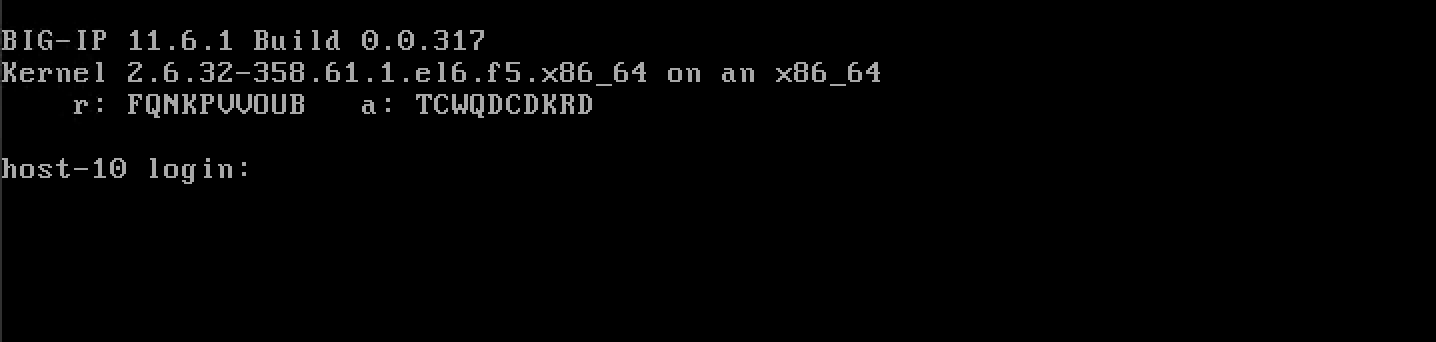 BIG-IP 11.6.1 Build 0.0.317
Kernel 2.6.32-358.61.1.el6.f5.x86_64 on an x86_64
r: FQNKPVVOUB a: TCWQDCDKRD
host-10 login: